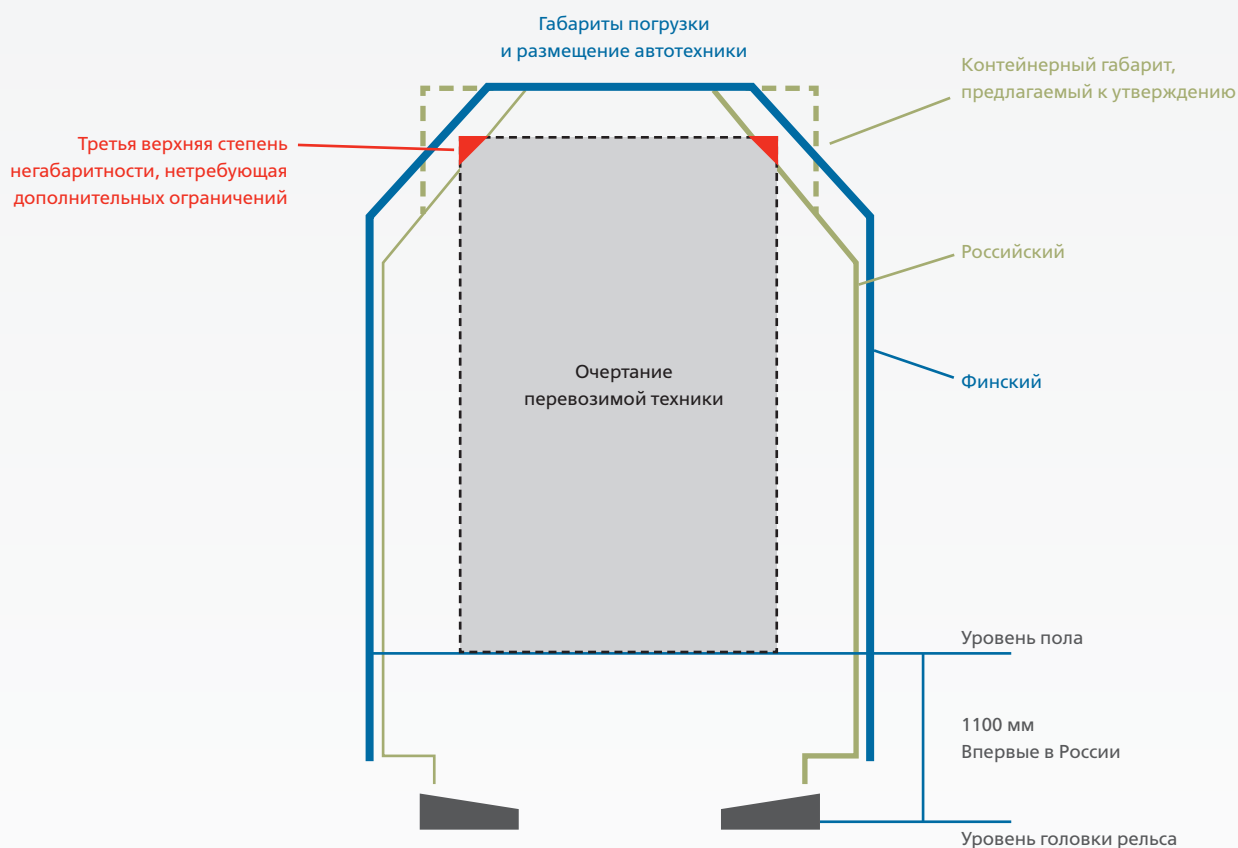 Габариты погрузки
и размещение автотехники
Контейнерный габарит,
предлагаемый к утверждению
Третья верхняя степень
негабаритности, нетребующая
дополнительных ограничений
Российский
Финский
Очертание
перевозимой техники
Уровень пола
1100 мм
Впервые в России
Уровень головки рельса